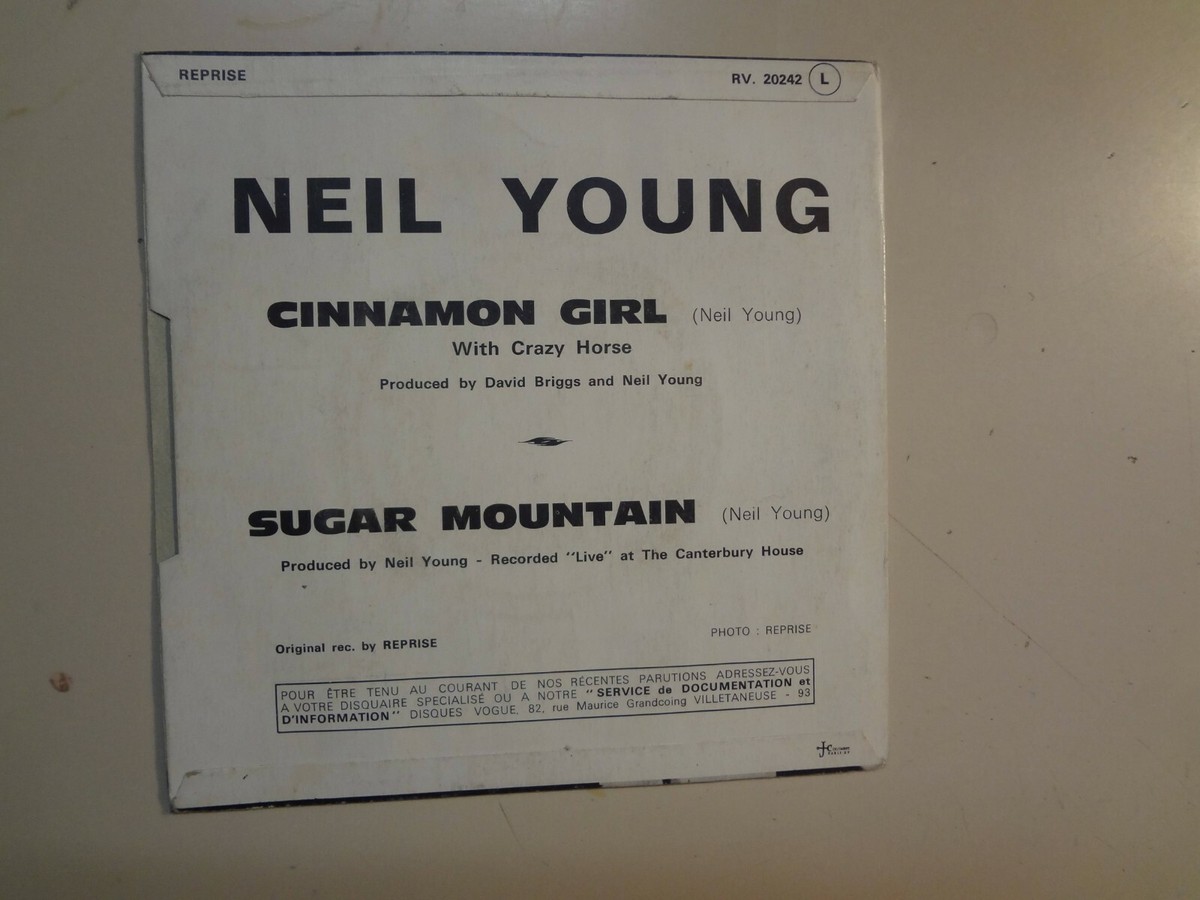 REPRISE RV. 20242 L
NEIL YOUNG
CINNAMON GIRL (Neil Young)
With Crazy Horse
Produced by David Briggs and Neil Young
SUGAR MOUNTAIN (Neil Young)
Produced by Neil Young - Recorded "Live" at The Canterbury House
PHOTO : REPRISE
Original rec. by REPRISE
POUR ÊTRE TENU AU COURANT DE NOS RÉCENTES PARUTIONS ADRESSEZ-VOUS
A VOTRE DISQUAIRE SPECIALISÉ OU A NOTRE "SERVICE de DOCUMENTATION et
D'INFORMATION" DISQUES VOGUE, 82, rue Maurice Grandcoing VILLETANEUSE - 93